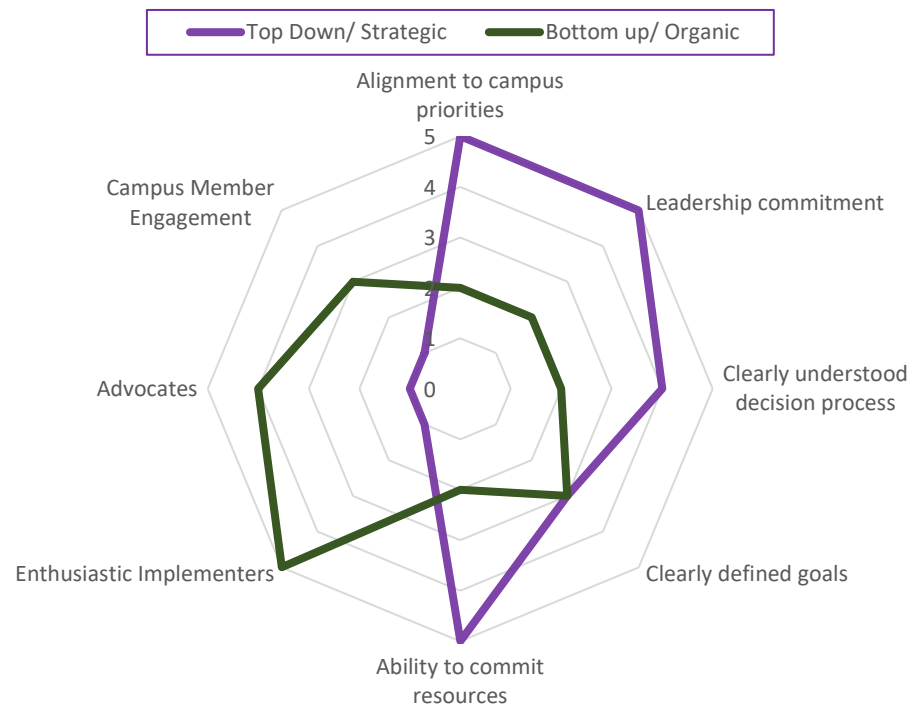 Top Down/ Strategic
Bottom up/ Organic
Alignment to campus
priorities
5
4
3
2
1
0
Leadership commitment
Clearly understood
decision process
Clearly defined goals
Ability to commit
resources
Enthusiastic Implementers
Advocates
Campus Member
Engagement